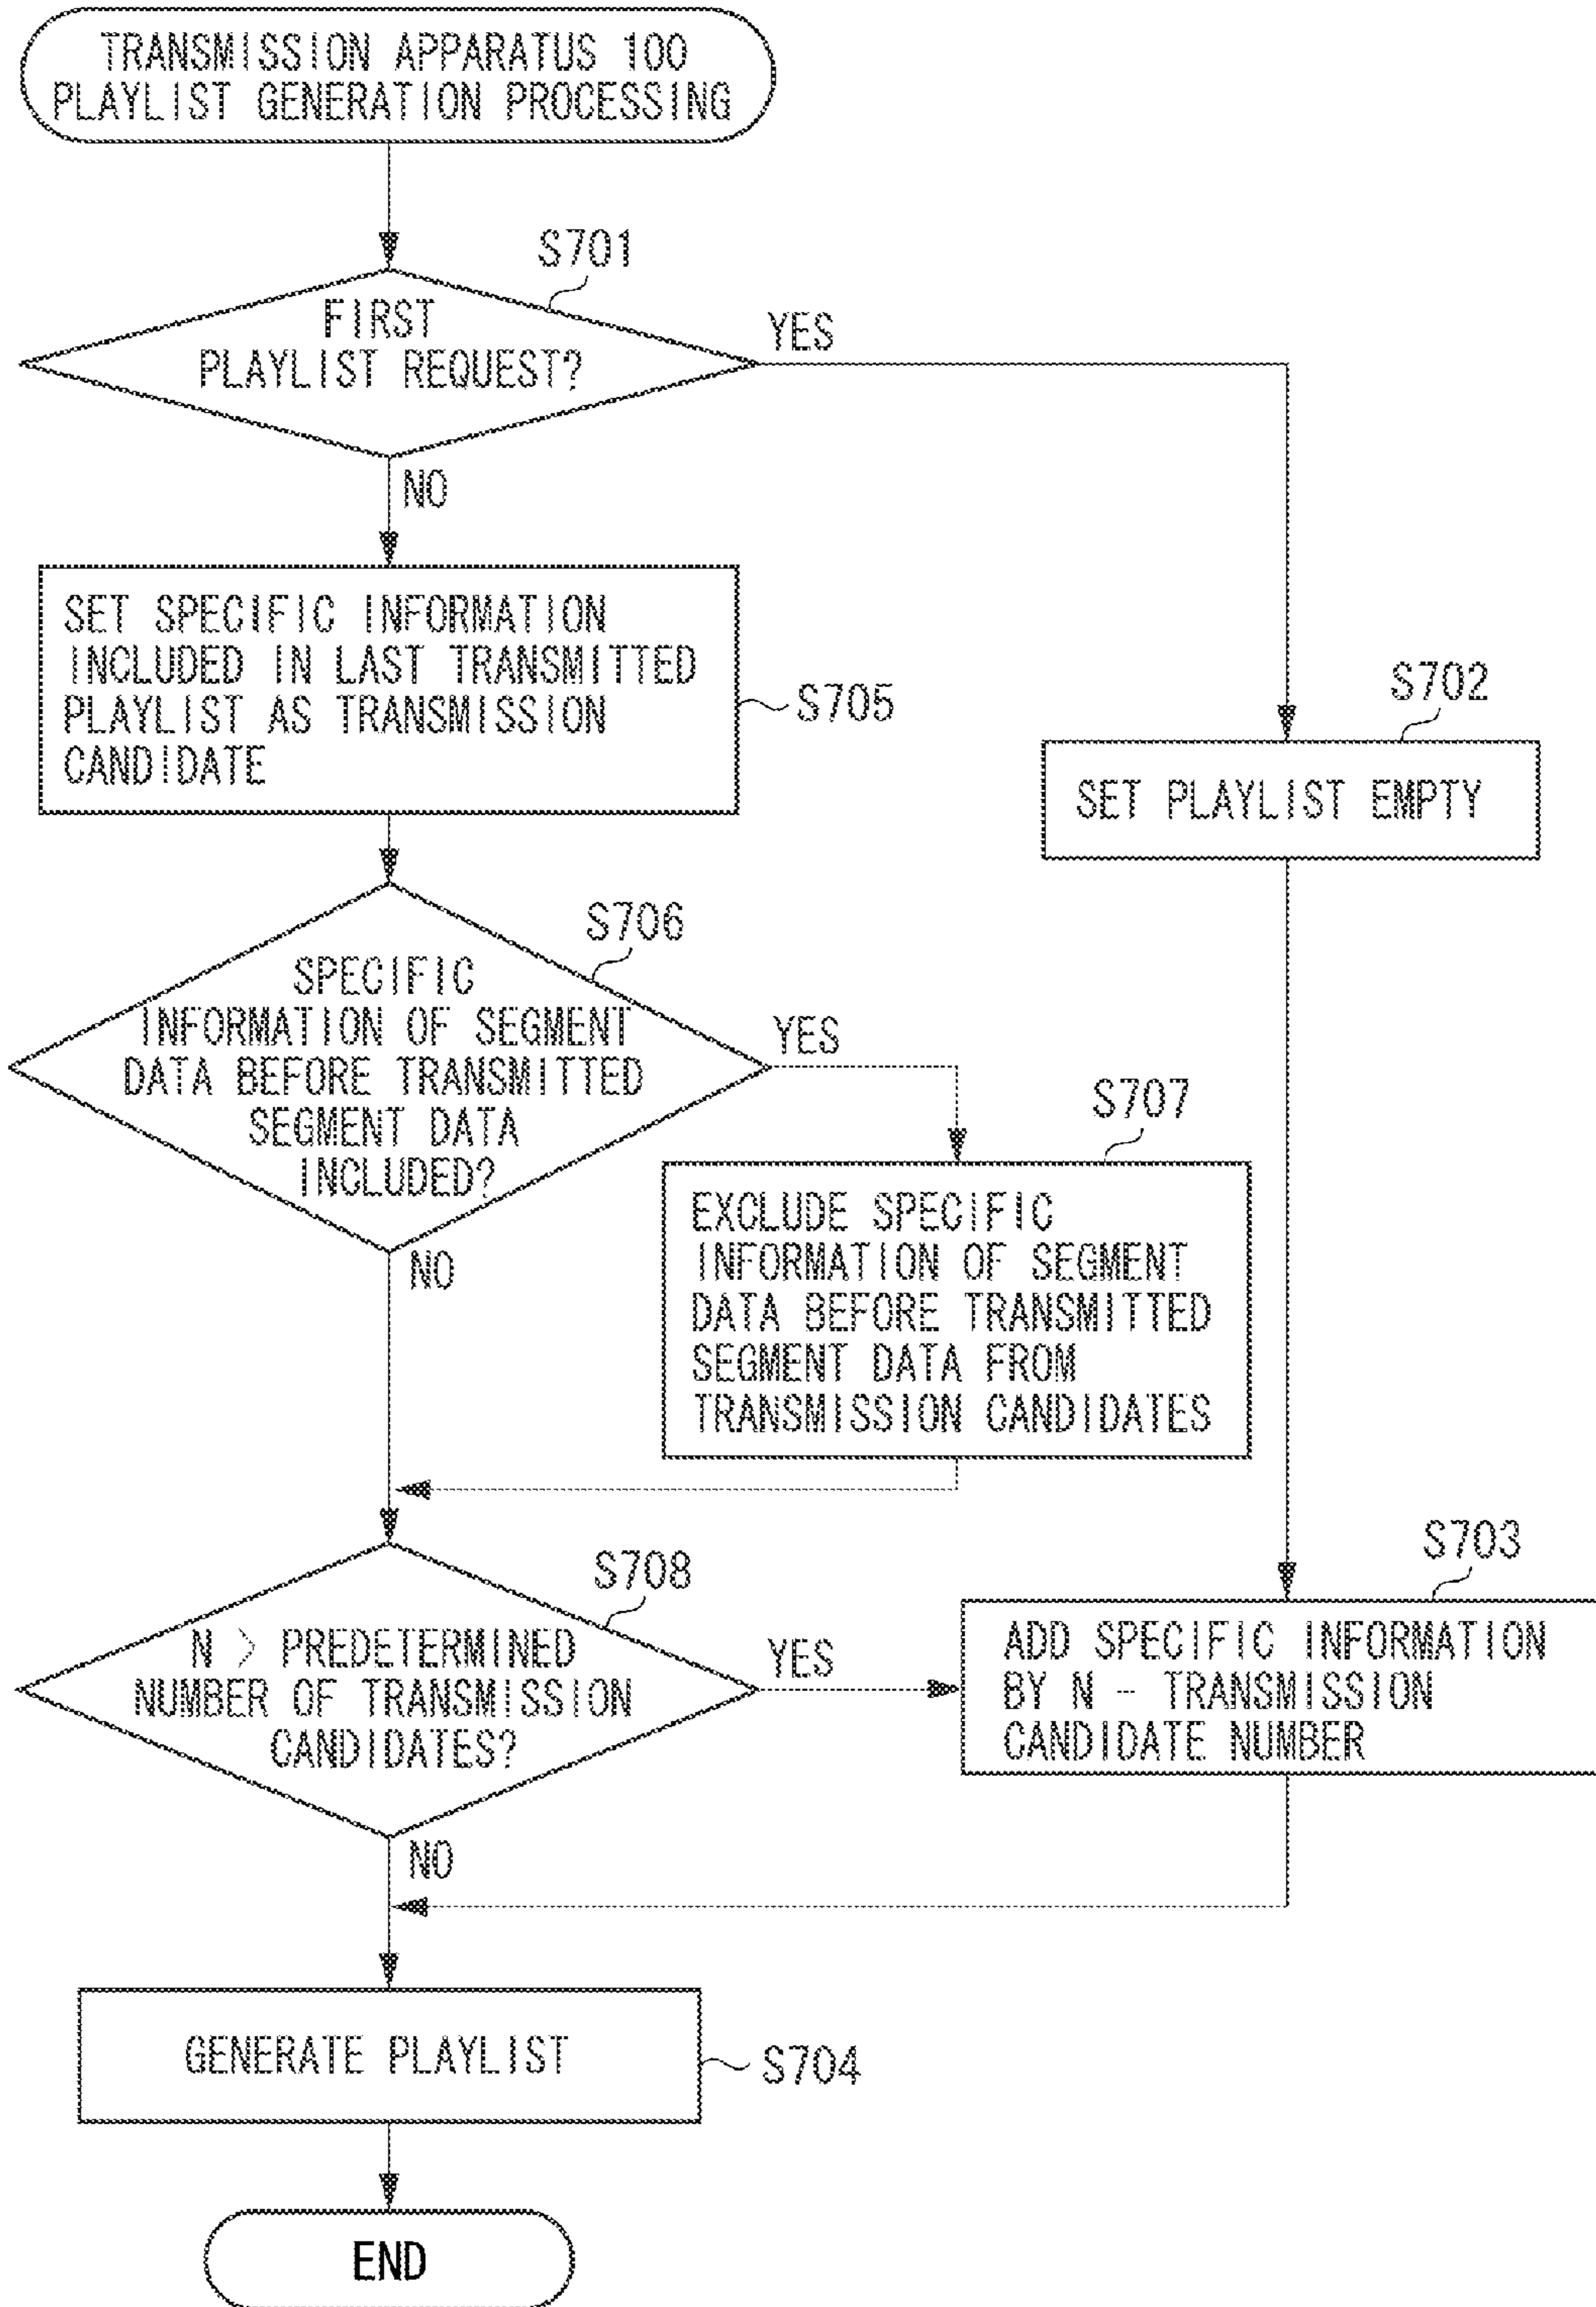 TRANSMISSION APPARATUS 100
PLAYLIST GENERATION PROCESSING
S701
FIRST
PLAYLIST REQUEST?
YES
NO
SET SPECIFIC INFORMATION
INCLUDED IN LAST TRANSMITTED
PLAYLIST AS TRANSMISSION
CANDIDATE
S705
S702
SET PLAYLIST EMPTY
S706
SPECIFIC
INFORMATION OF SEGMENT
DATA BEFORE TRANSMITTED
SEGMENT DATA
INCLUDED?
YES
NO
S707
EXCLUDE SPECIFIC
INFORMATION OF SEGMENT
DATA BEFORE TRANSMITTED
SEGMENT DATA FROM
TRANSMISSION CANDIDATES
S708
N > PREDETERMINED
NUMBER OF TRANSMISSION
CANDIDATES?
YES
NO
S703
ADD SPECIFIC INFORMATION
BY N - TRANSMISSION
CANDIDATE NUMBER
GENERATE PLAYLIST
S704
END